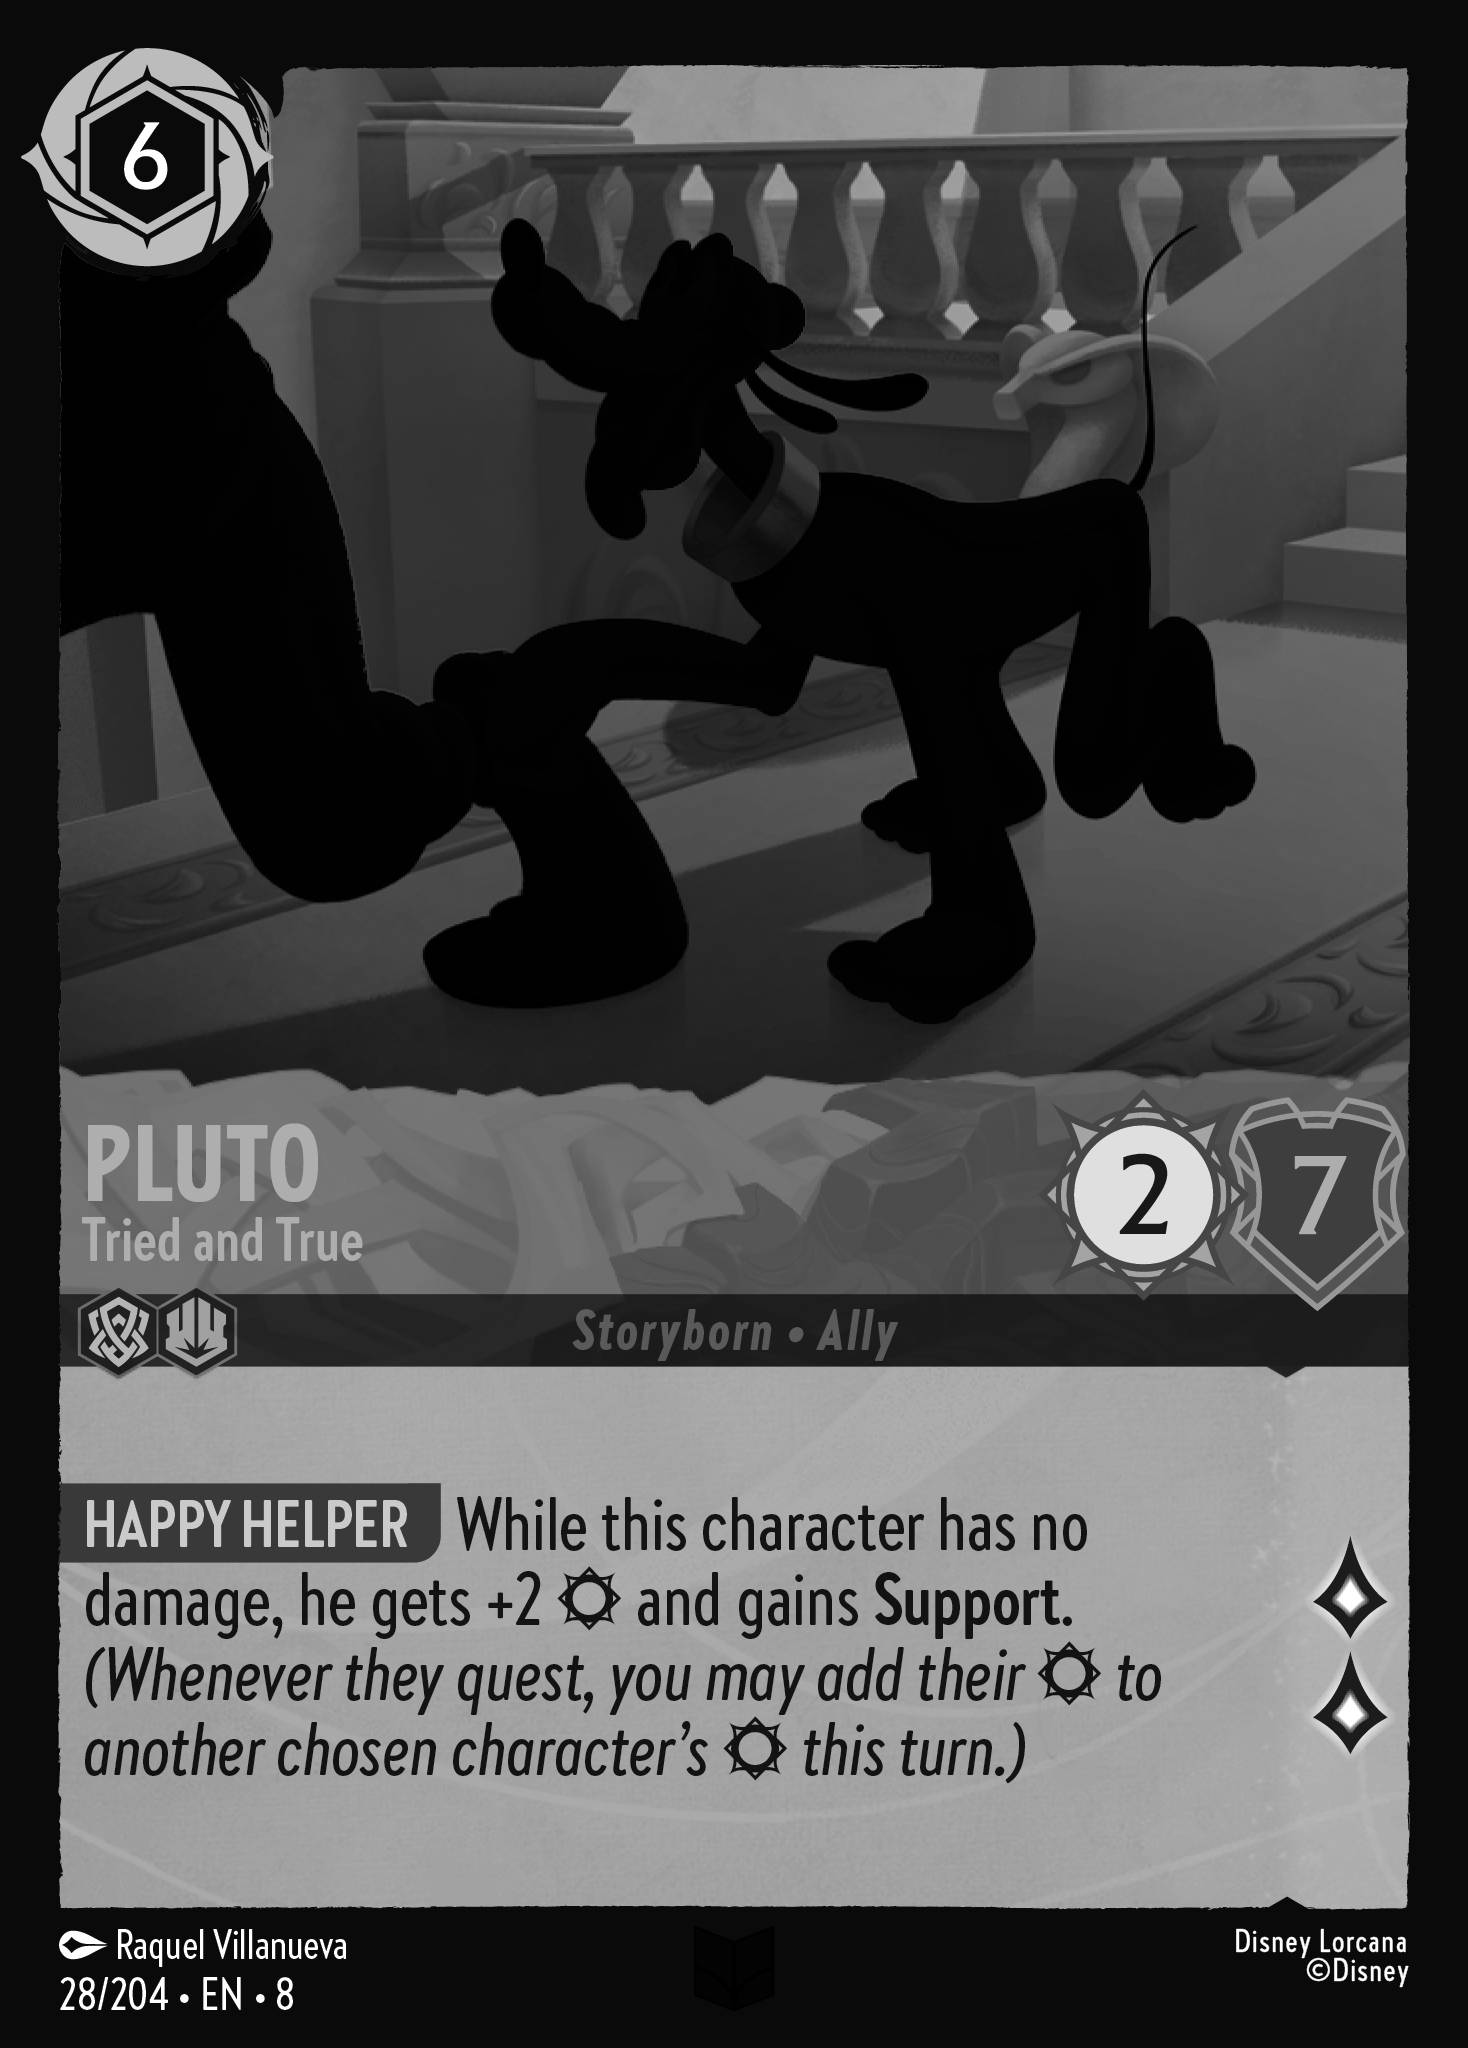 6
PLUTO
Tried and True
2
7
Storyborn • Ally
HAPPY HELPER While this character has no
damage, he gets +2 and gains Support.
(Whenever they quest, you may add their to
another chosen character's this turn.)
Raquel Villanueva
28/204 • EN • 8
Disney Lorcana
©Disney